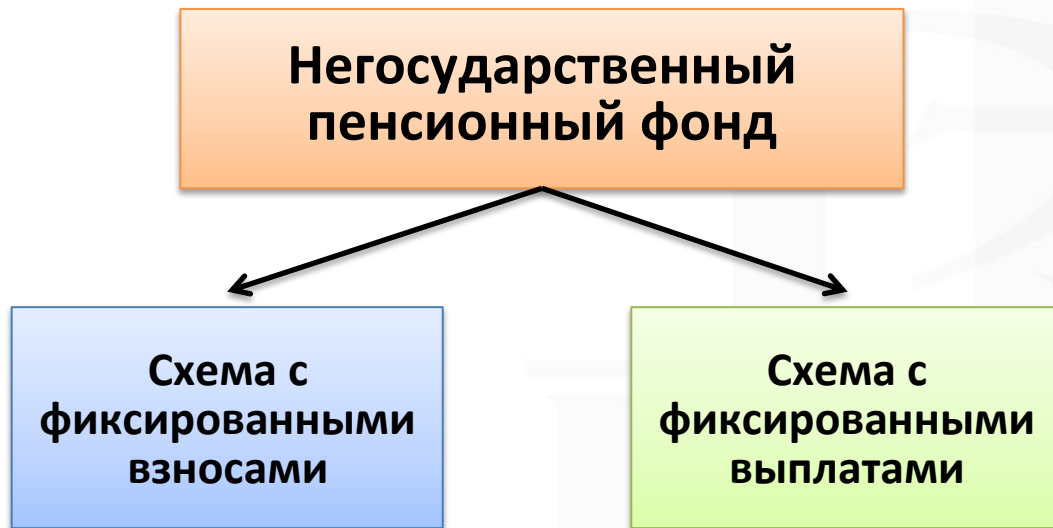 Негосударственный
пенсионный фонд
Схема с
фиксированными
взносами
Схема с
фиксированными
выплатами